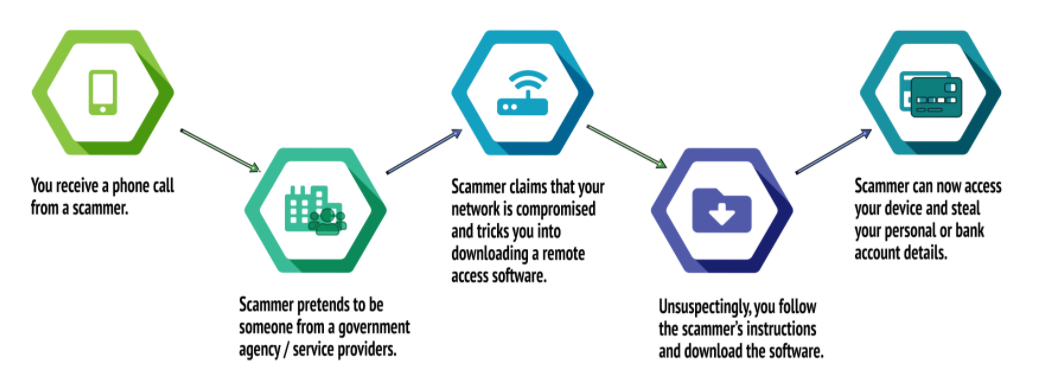 You receive a phone call
from a scammer.
Scammer pretends to be
someone from a government
agency / service providers.
Scammer claims that your
network is compromised
and tricks you into
downloading a remote
access software.
Unsuspectingly, you follow
the scammer's instructions
and download the software.
Scammer can now access
your device and steal
your personal or bank
account details.